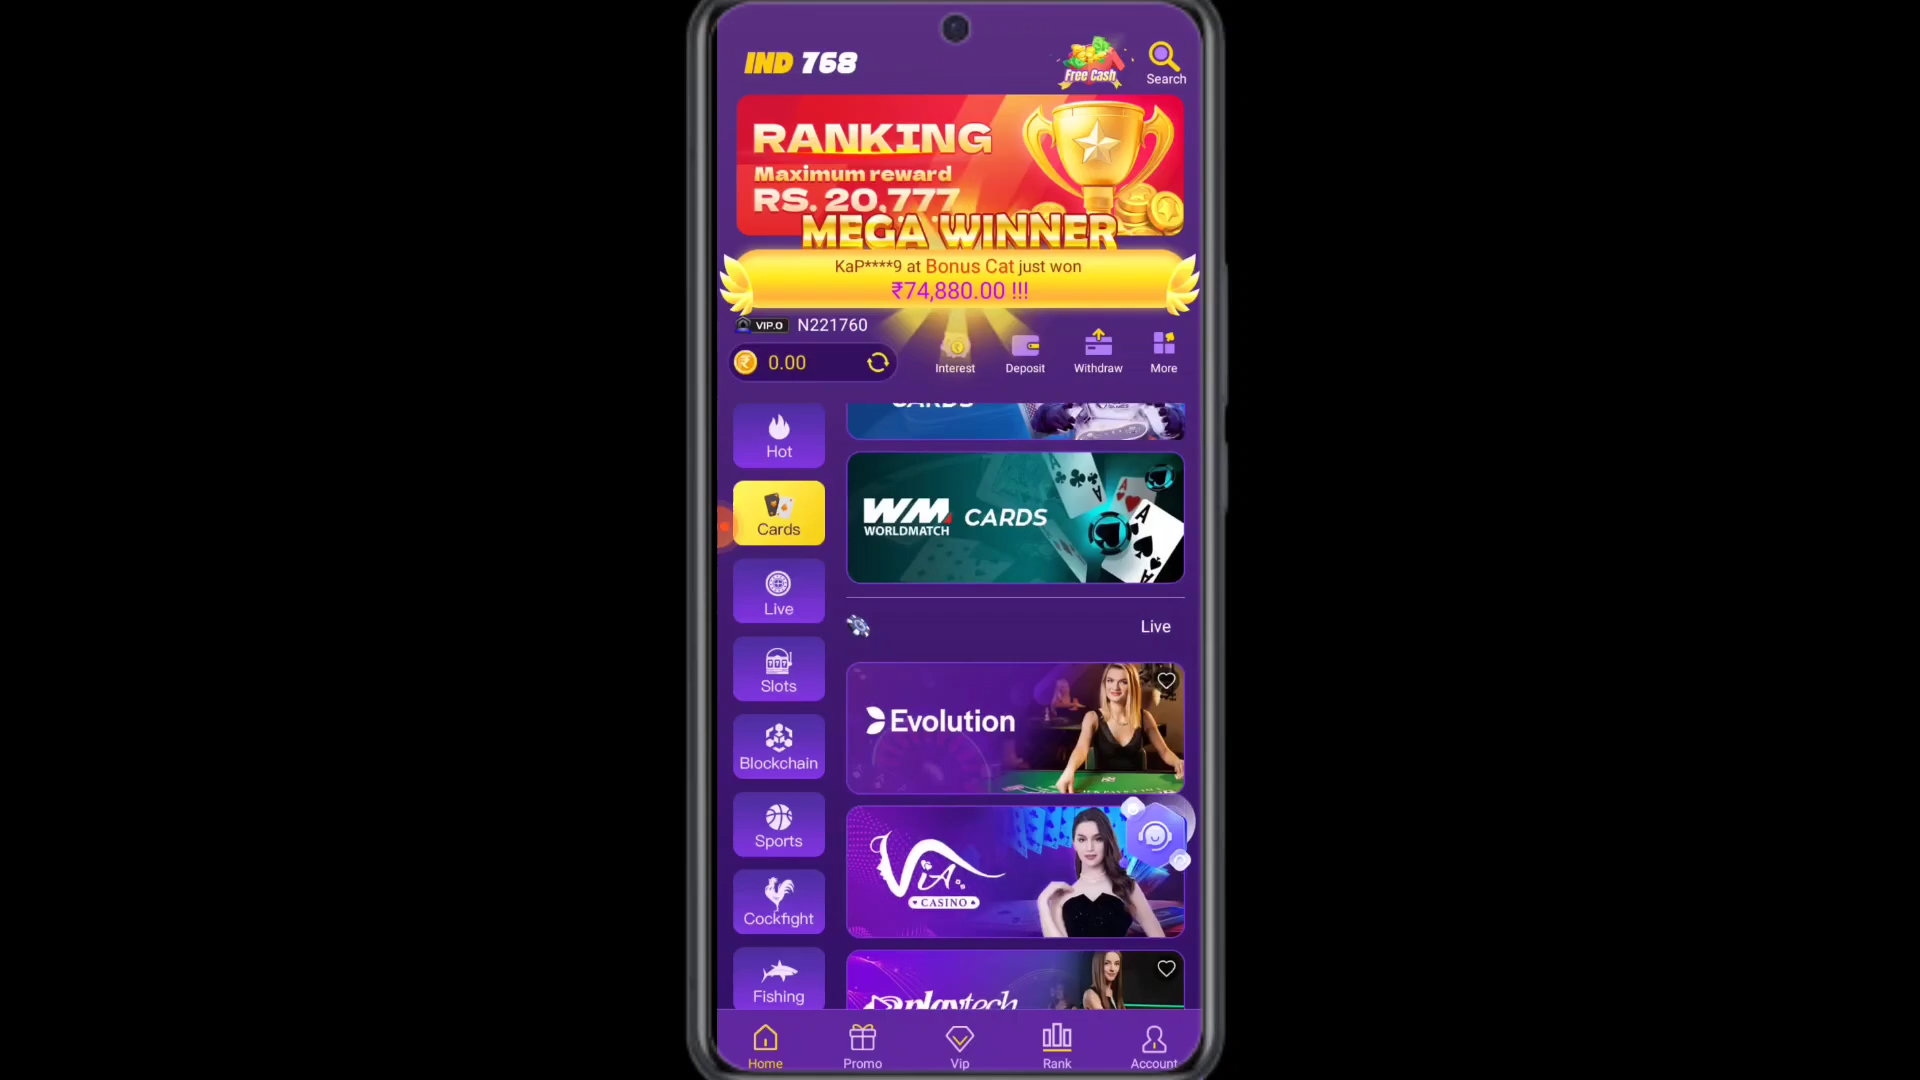 IND 768
Free Cash
Search
RANKING
Maximum reward
RS. 20,777
MEGA WINNER
KaP****9 at Bonus Cat just won
₹74,880.00 !!!
VIP.0 N221760
0.00
Interest
Deposit
Withdraw
More
Hot
Cards
Live
Slots
Blockchain
Sports
Cockfight
Fishing
CARDS
WM WORLDMATCH CARDS
Live
Evolution
ViA CASINO
playtech
Home
Promo
Vip
Rank
Account